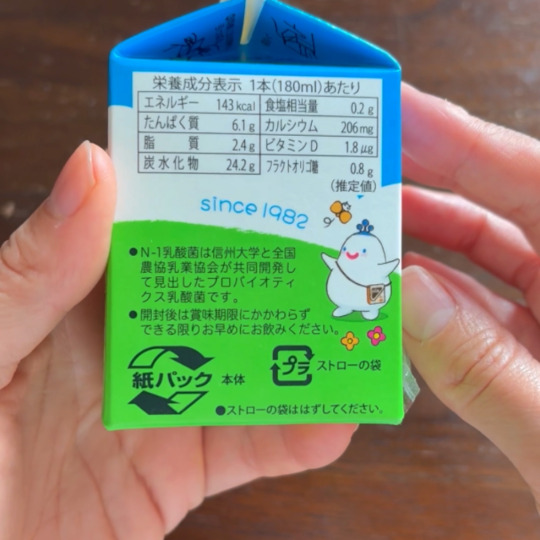 栄養成分表示 1本(180ml)あたり
エネルギー 143kcal 食塩相当量 0.2g
たんぱく質 6.1g カルシウム 206mg
脂質 2.4g ビタミンD 1.8μg
炭水化物 24.2g フラクトオリゴ糖 0.8g
(推定値)
since 1982
●N-1乳酸菌は信州大学と全国
農協乳業協会が共同開発し
て見出したプロバイオティ
クス乳酸菌です。
●開封後は賞味期限にかかわらず
できる限りお早めにお飲みください。
紙パック 本体 プラ ストローの袋
●ストローの袋ははずしてください。